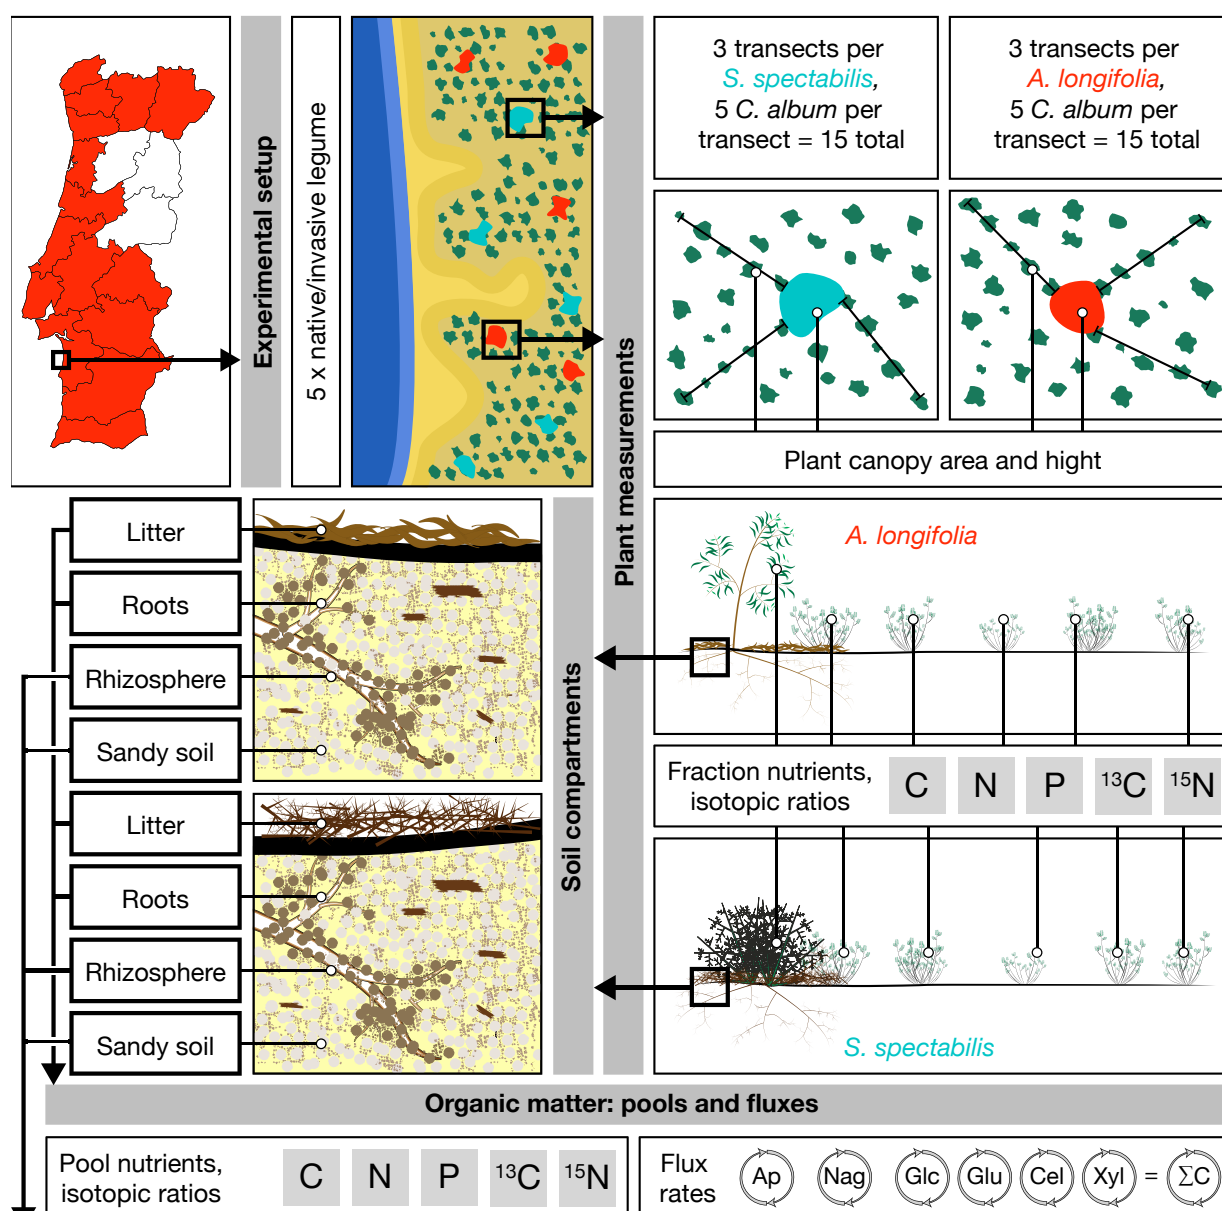 Experimental setup
5 x native/invasive legume
3 transects per
S. spectabilis,
5 C. album per
transect = 15 total
3 transects per
A. longifolia,
5 C. album per
transect = 15 total
Plant measurements
Plant canopy area and hight
A. longifolia
Fraction nutrients,
isotopic ratios
C
N
P
¹³C
¹⁵N
S. spectabilis
Soil compartments
Litter
Roots
Rhizosphere
Sandy soil
Litter
Roots
Rhizosphere
Sandy soil
Organic matter: pools and fluxes
Pool nutrients,
isotopic ratios
C
N
P
¹³C
¹⁵N
Flux
rates
Ap
Nag
Glc
Glu
Cel
Xyl
=
∑C